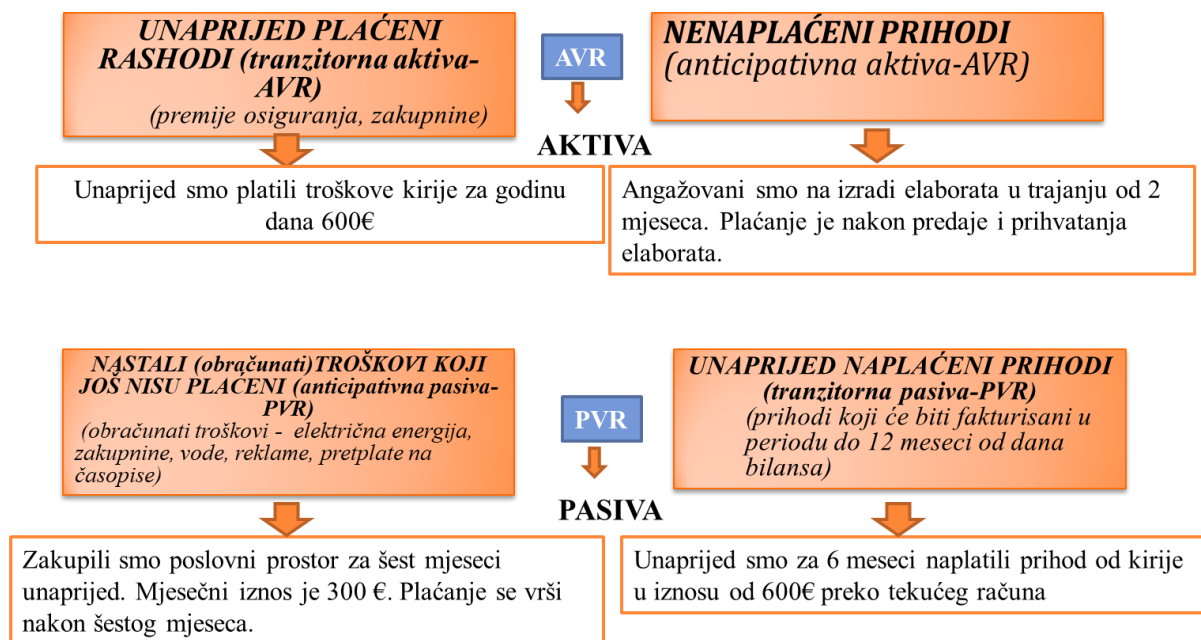 UNAPRIJED PLAĆENI
RASHODI (tranzitorna aktiva-
AVR)
(premije osiguranja, zakupnine)
AVR
NENAPLAĆENI PRIHODI
(anticipativna aktiva-AVR)
AKTIVA
Unaprijed smo platili troškove kirije za godinu
dana 600€
Angažovani smo na izradi elaborata u trajanju od 2
mjeseca. Plaćanje je nakon predaje i prihvatanja
elaborata.
NASTALI (obračunati)TROŠKOVI KOJI
JOŠ NISU PLAĆENI (anticipativna pasiva-
PVR)
(obračunati troškovi - električna energija,
zakupnine, vode, reklame, pretplate na
časopise)
PVR
UNAPRIJED NAPLAĆENI PRIHODI
(tranzitorna pasiva-PVR)
(prihodi koji će biti fakturisani u
periodu do 12 meseci od dana
bilansa)
PASIVA
Zakupili smo poslovni prostor za šest mjeseci
unaprijed. Mjesečni iznos je 300 €. Plaćanje se vrši
nakon šestog mjeseca.
Unaprijed smo za 6 meseci naplatili prihod od kirije
u iznosu od 600€ preko tekućeg računa